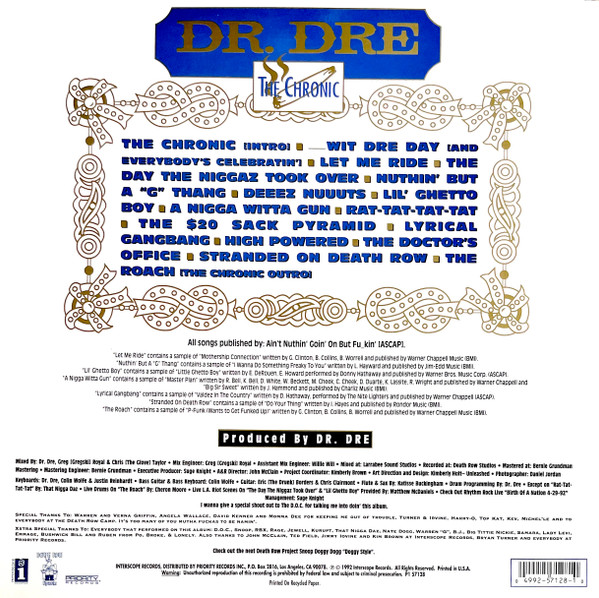 DR. DRE
THE CHRONIC
THE CHRONIC [INTRO] ■ __WIT DRE DAY [AND
EVERYBODY'S CELEBRATIN'] ■ LET ME RIDE ■ THE
DAY THE NIGGAZ TOOK OVER ■ NUTHIN' BUT
A "G" THANG ■ DEEEZ NUUUTS ■ LIL' GHETTO
BOY ■ A NIGGA WITTA GUN ■ RAT-TAT-TAT-TAT
■ THE $20 SACK PYRAMID ■ LYRICAL
GANGBANG ■ HIGH POWERED ■ THE DOCTOR'S
OFFICE ■ STRANDED ON DEATH ROW ■ THE
ROACH [THE CHRONIC OUTRO]
All songs published by: Ain't Nuthin' Goin' On But Fu_kin' (ASCAP).
"Let Me Ride" contains a sample of "Mothership Connection" written by G. Clinton, B. Collins, B. Worrell and published by Warner Chappell Music (BMI).
"Nuthin' But A "G" Thang" contains a sample of "I Wanna Do Something Freaky To You" written by L. Hayward and published by Jim-Edd Music (BMI).
"Lil' Ghetto Boy" contains a sample of "Little Ghetto Boy" written by E. DeRouen, E. Howard performed by Donny Hathaway and published by Warner Bros. Music Corp. (ASCAP).
"A Nigga Witta Gun" contains a sample of "Master Plan" written by R. Bell, K. Bell, D. White, W. Beckett, M. Cheek, C. Cheek, D. Duarte, K. Lassite, R. Wright and published by Warner Chappell Music (BMI) and
"Big Sir Sweet" written by J. Hammond and published by Char-Liz Music (BMI).
"Lyrical Gangbang" contains a sample of "Valdez in The Country" written by D. Hathaway, performed by The Nite Lighters and published by Warner Chappell (ASCAP).
"Stranded On Death Row" contains a sample of "Do Your Thing" written by I. Hayes and published by Rondor Music (BMI).
"The Roach" contains a sample of "P-Funk (Wants to Get Funked Up)" written by G. Clinton, B. Collins, B. Worrell and published by Warner Chappell Music (BMI).
Produced By DR. DRE
Mixed By: Dr. Dre, Greg (Gregski) Royal & Chris (The Glove) Taylor • Mix Engineer: Greg (Gregski) Royal • Assistant Mix Engineer: Willie Will • Mixed at: Larrabee Sound Studios • Recorded at: Death Row Studios • Mastered at: Bernie Grundman
Mastering • Mastering Engineer: Bernie Grundman • Executive Producer: Suge Knight • A&R Director: John McClain • Project Coordinator: Kimberly Brown • Art Direction and Design: Kimberly Holt– Unleashed • Photographer: Daniel Jordan
Keyboards: Dr. Dre, Colin Wolfe & Justin Reinhardt • Bass Guitar & Bass Keyboard: Colin Wolfe • Guitar: Eric (The Drunk) Borders & Chris Clairmont • Flute & Sax By: Katisse Buckingham • Drum Programming By: Dr. Dre • Except on "Rat-Tat-
Tat-Tat" By: That Nigga Daz • Live Drums On "The Roach" By: Cheron Moore • Live L.A. Riot Scenes On "The Day The Niggaz Took Over" & "Lil' Ghetto Boy" Provided By: Matthew McDaniels • Check Out Rhythm Rock Live "Birth Of A Nation 4-29-92"
Management: Suge Knight
I wanna give a special shout out to The D.O.C. for talking me into doin' this album.
SPECIAL THANKS TO: WARREN AND VERNA GRIFFIN, ANGELA WALLACE, DAVID KENNER AND MONNA DEE FOR KEEPING ME OUT OF TROUBLE, TURNER & IRVINE, HARRY-O, TOP KAT, KEV, MICHEL'LE AND TO
EVERYBODY AT THE DEATH ROW CAMP. IT'S TOO MANY OF YOU MUTHA FUCKAS TO BE NAMIN'.
EXTRA SPECIAL THANKS TO: EVERYBODY THAT PERFORMED ON THIS ALBUM: D.O.C., SNOOP, RBX, RAGE, JEWELL, KURUPT, THAT NIGGA DAZ, NATE DOGG, WARREN "G", B.J., BIG TITTIE NICKIE, SAMARA, LADY LEVI,
EMMAGE, BUSHWICK BILL AND RUBEN FROM PO, BROKE, & LONELY. ALSO THANKS TO JOHN MCCLAIN, TED FIELD, JIMMY IOVINE AND KIM BROWN AT INTERSCOPE RECORDS. BRYAN TURNER AND EVERYBODY AT
PRIORITY RECORDS.
Check out the next Death Row Project Snoop Doggy Dogg "Doggy Style".
INTERSCOPE RECORDS, DISTRIBUTED BY PRIORITY RECORDS INC., P.O. BOX 2816, Los Angeles, CA 90078. ℗ © 1992 Interscope Records. Printed in U.S.A.
Warning: Unauthorized reproduction of this recording is prohibited by Federal law and subject to criminal prosecution. P1 57128
Printed On Recycled Paper.
PRIORITY
RECORDS
0 4992-57128-1